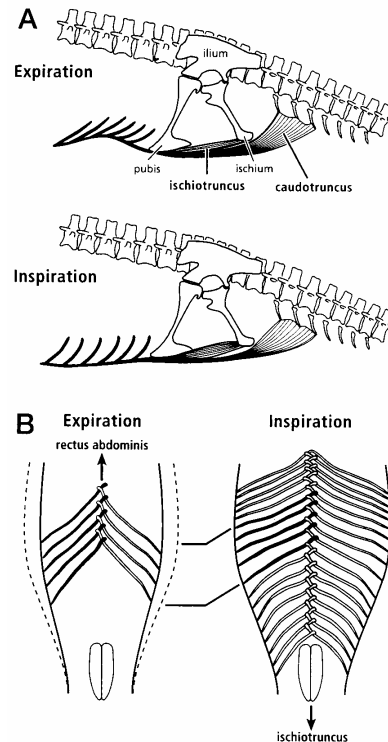 A
ilium
Expiration
pubis
ischium
ischiotruncus
caudotruncus
Inspiration
B
Expiration
Inspiration
rectus abdominis
ischiotruncus